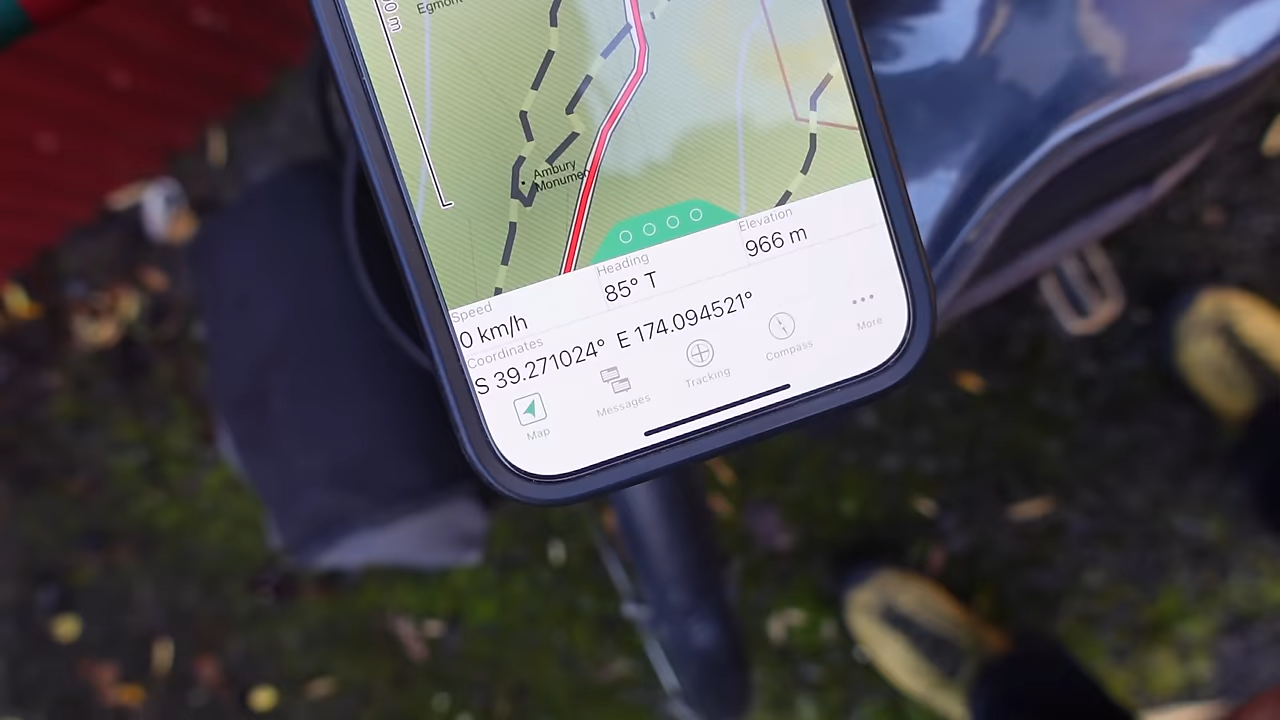 Egmont
Ambury
Monument
Speed
0 km/h
Heading
85° T
Elevation
966 m
Coordinates
S 39.271024° E 174.094521°
Map
Messages
Tracking
Compass
More